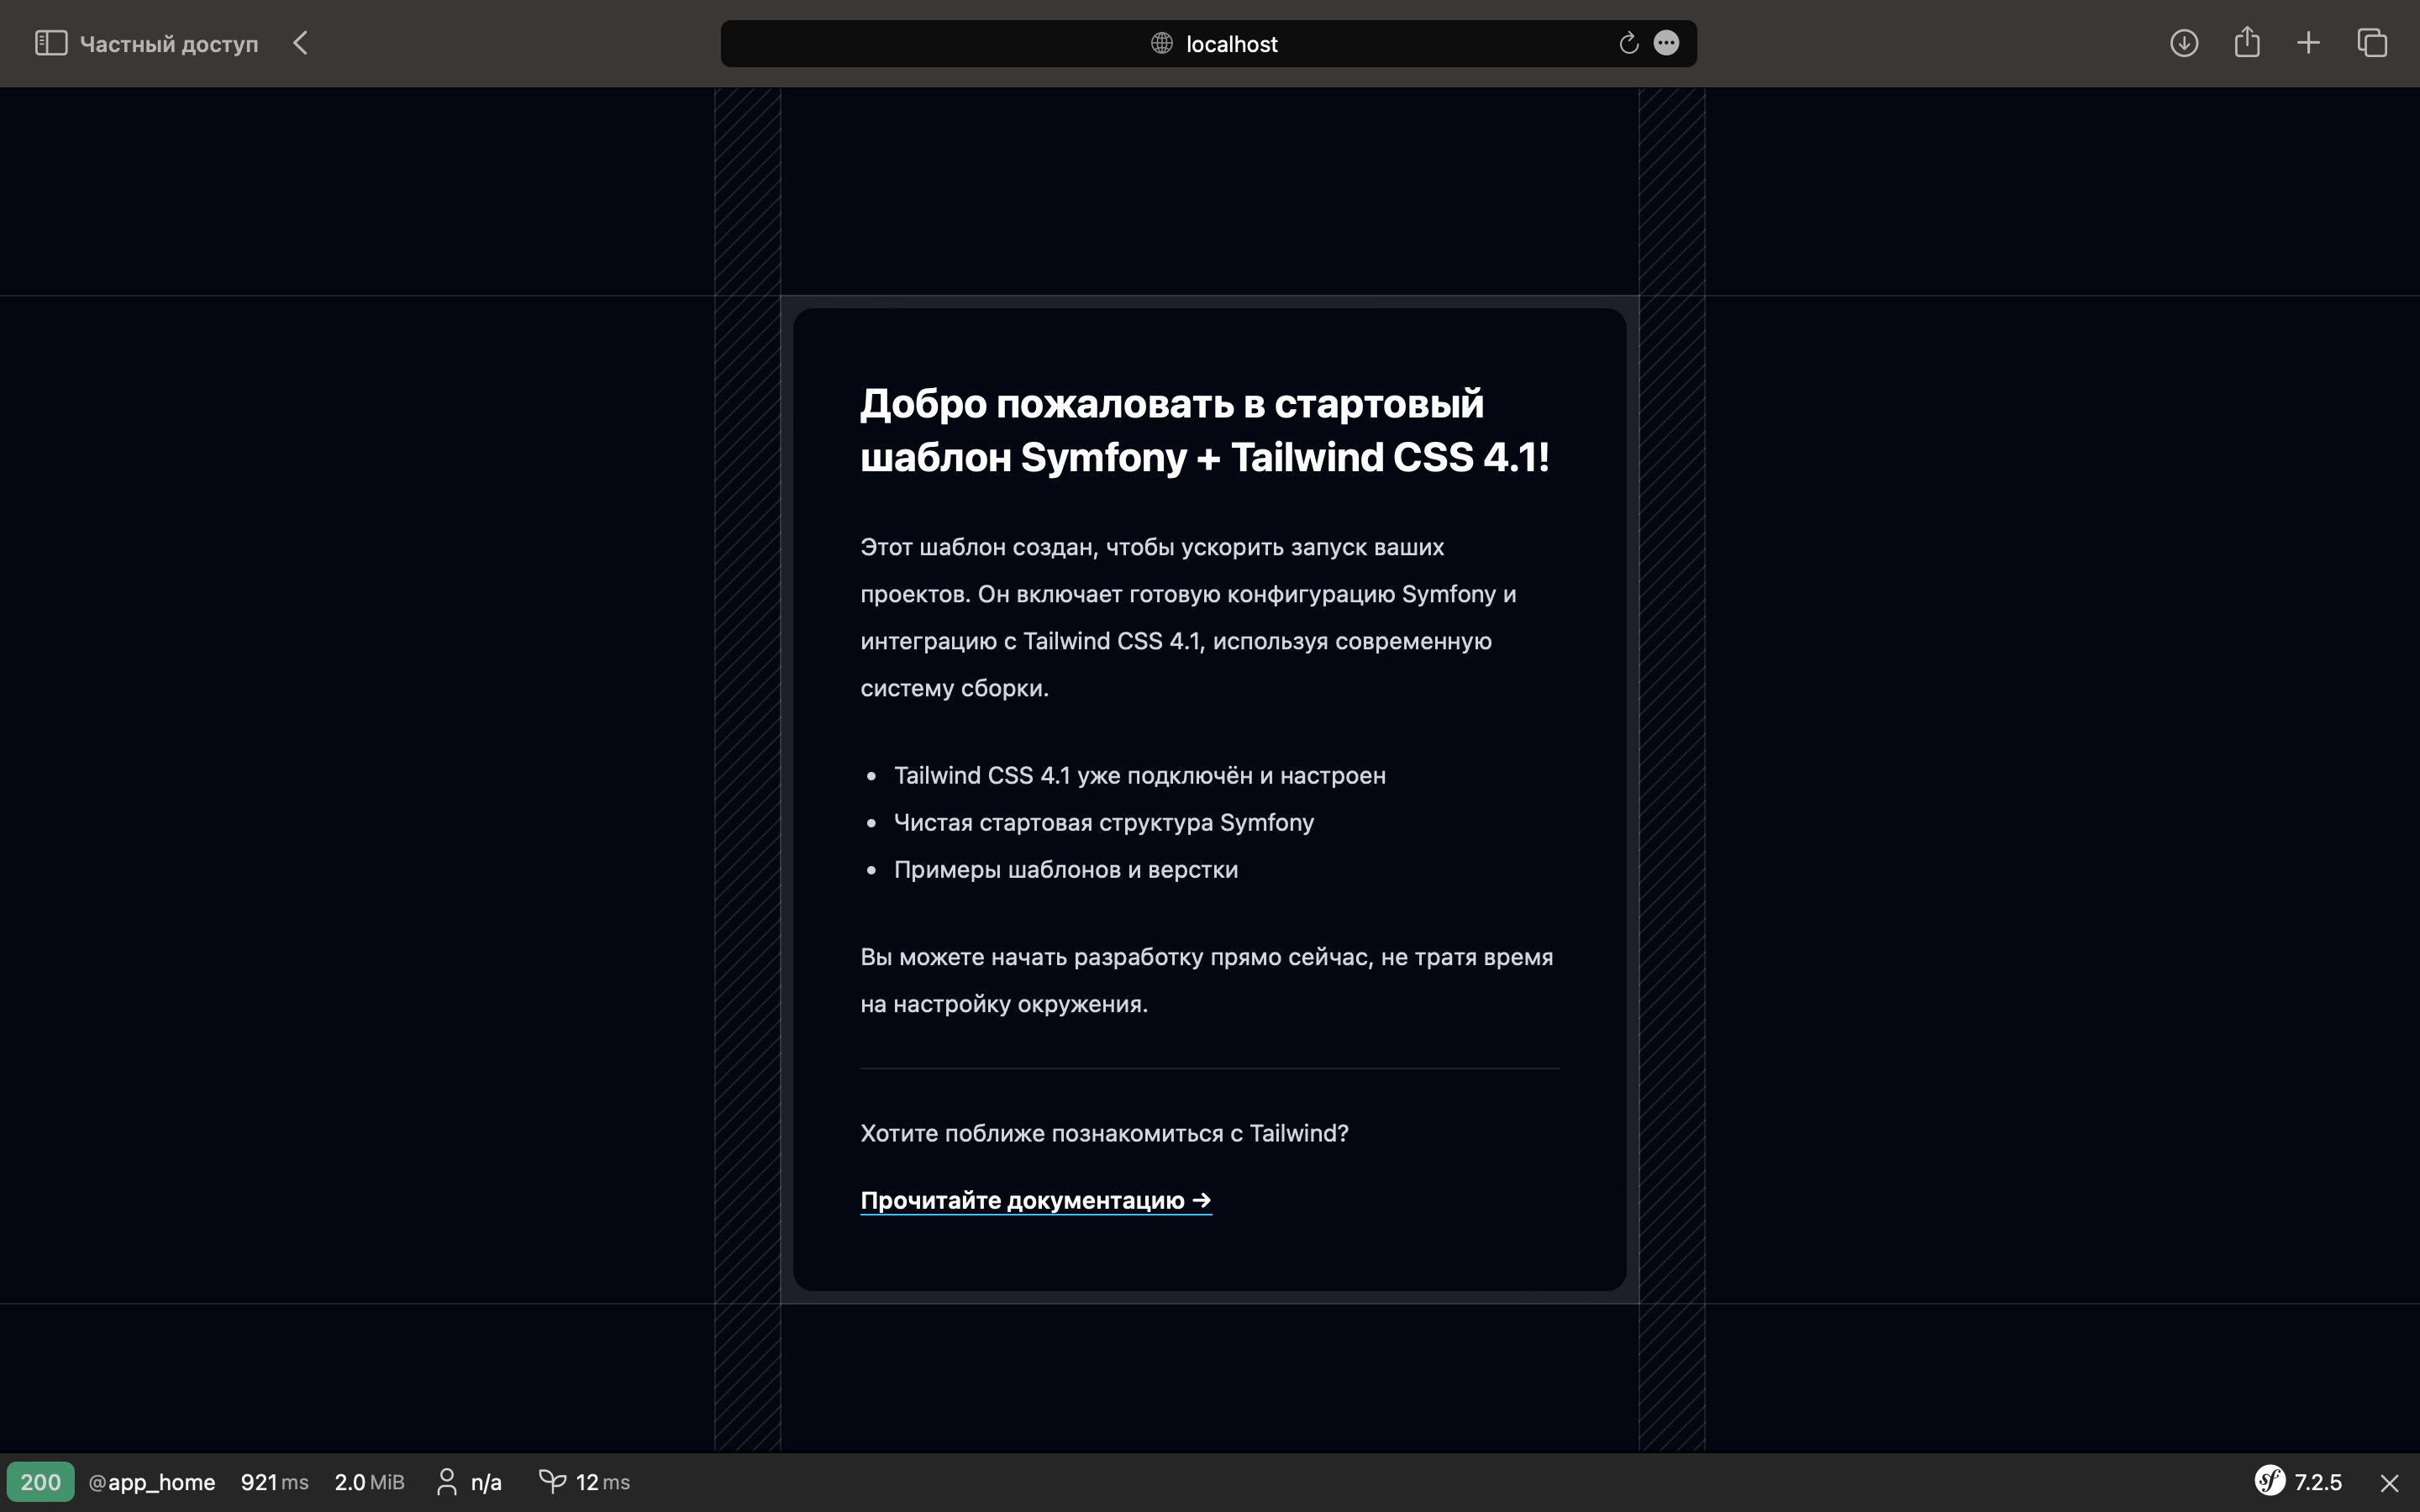 Частный доступ
localhost
Добро пожаловать в стартовый
шаблон Symfony + Tailwind CSS 4.1!
Этот шаблон создан, чтобы ускорить запуск ваших
проектов. Он включает готовую конфигурацию Symfony и
интеграцию с Tailwind CSS 4.1, используя современную
систему сборки.
• Tailwind CSS 4.1 уже подключён и настроен
• Чистая стартовая структура Symfony
• Примеры шаблонов и верстки
Вы можете начать разработку прямо сейчас, не тратя время
на настройку окружения.
Хотите поближе познакомиться с Tailwind?
Прочитайте документацию →
200 @app_home 921 ms 2.0 MiB n/a 12 ms sf 7.2.5